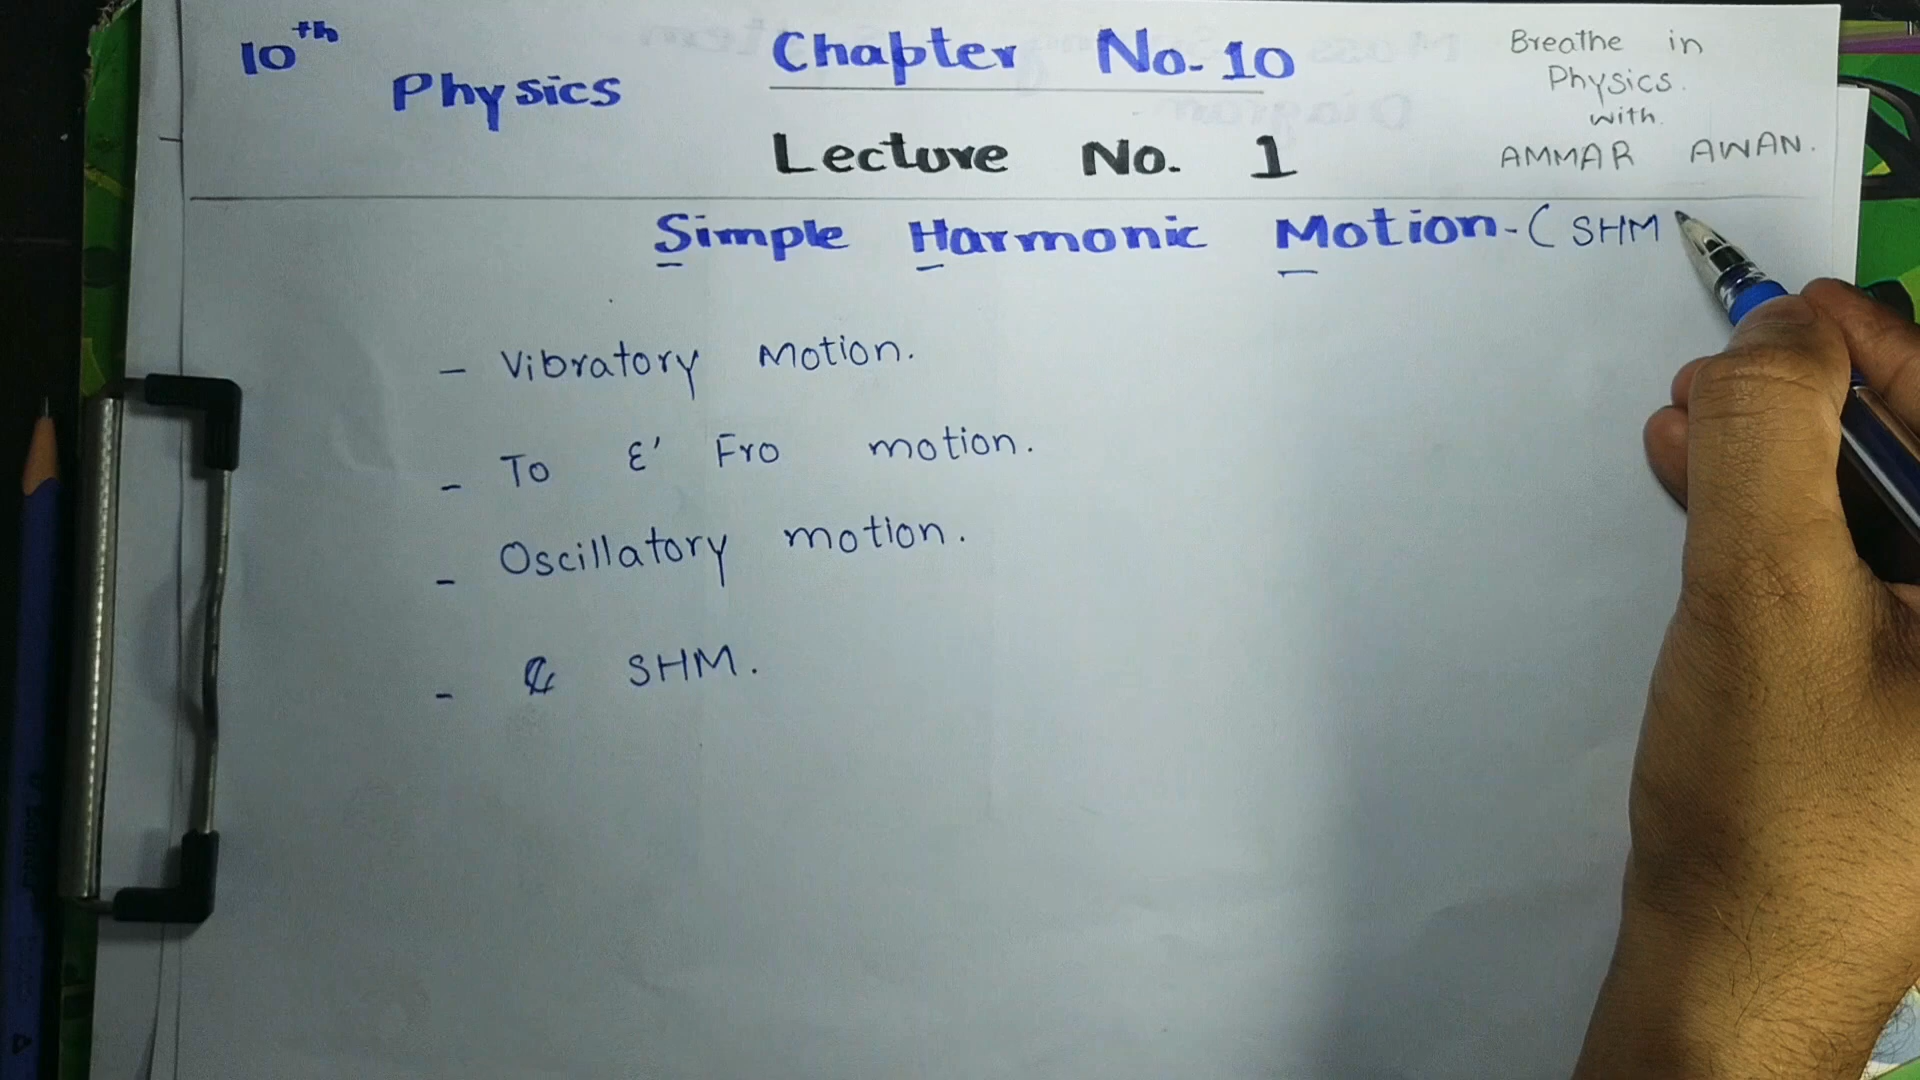 10th Physics
Chapter No. 10
Lecture No. 1
Breathe in
Physics.
with.
AMMAR AWAN.
Simple Harmonic Motion - (SHM
- Vibratory Motion.
- To & Fro motion.
- Oscillatory motion.
- & SHM.